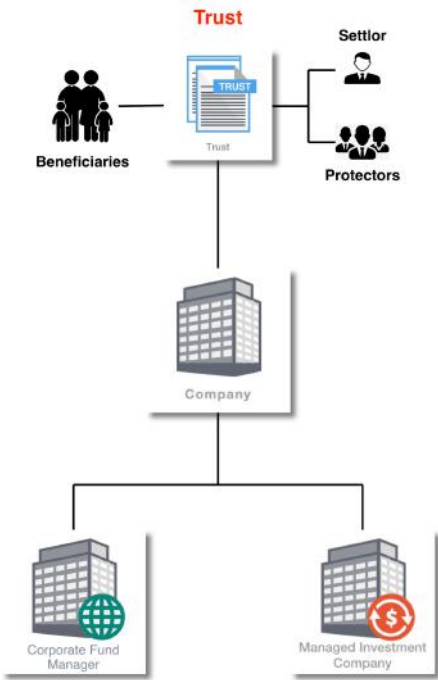 Trust
Settlor
TRUST
Trust
Beneficiaries
Protectors
Company
Corporate Fund
Manager
Managed Investment
Company
$